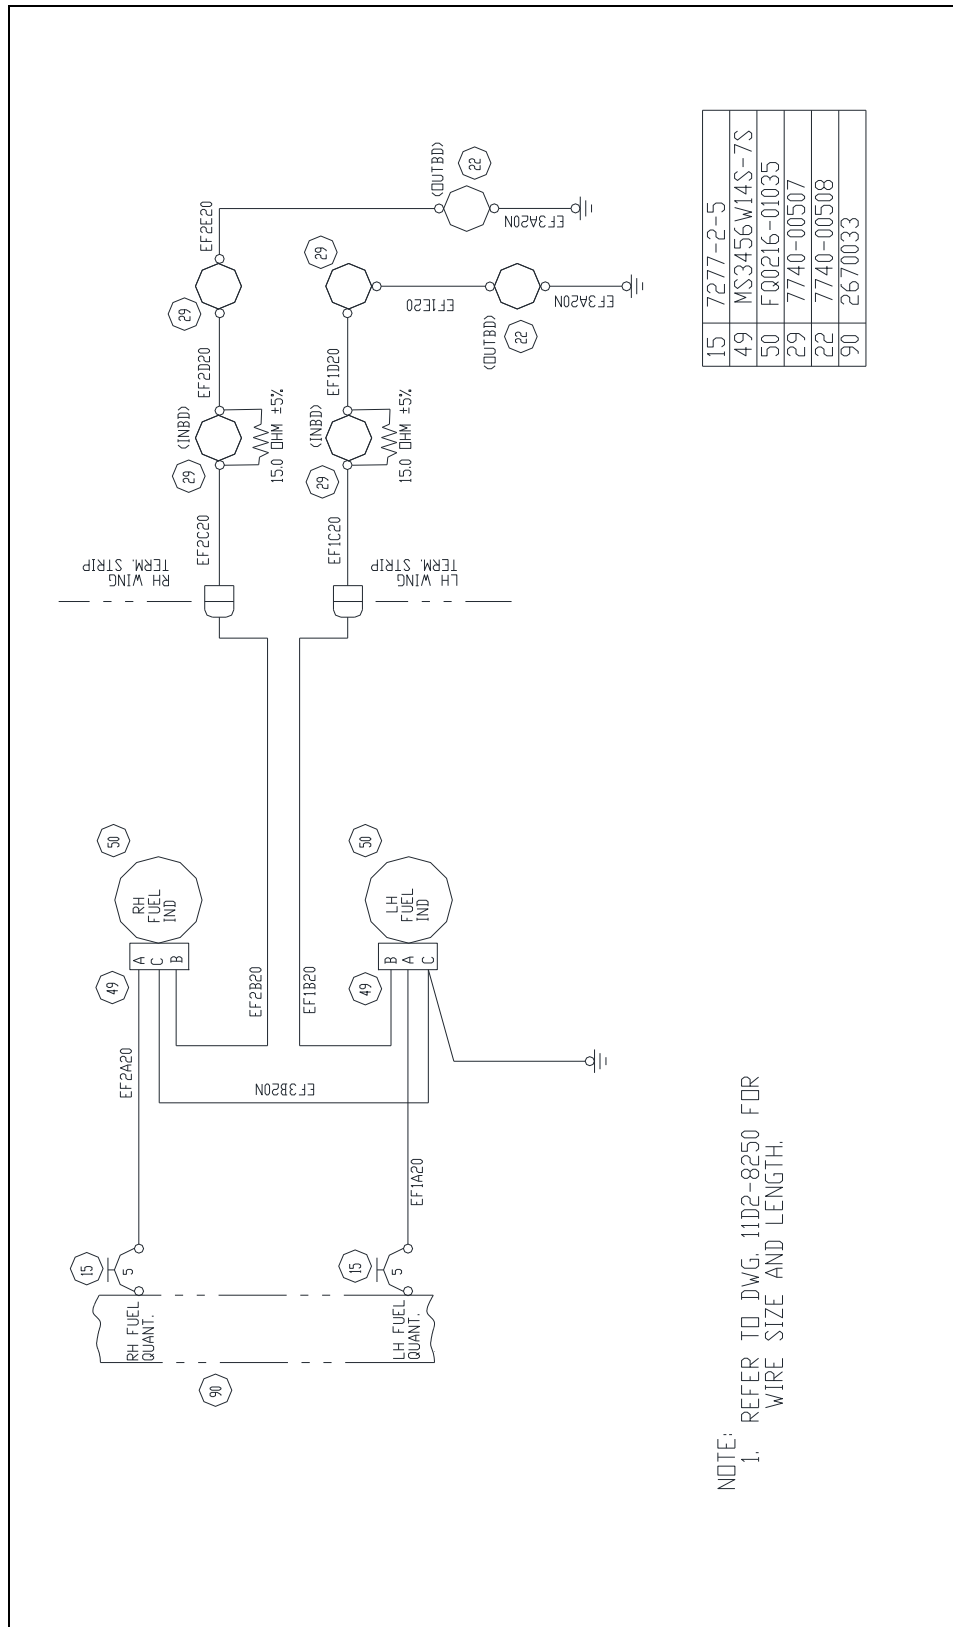 (OUTBD)
22
EF2E20
29
EF3A20N
29
EF2D20
29
EF1E20
(OUTBD)
22
EF3A20N
(INBD)
29
15.0 OHM ±5%
EF1D20
(INBD)
29
15.0 OHM ±5%
EF2C20
EF1C20
RH WING
TERM. STRIP
LH WING
TERM. STRIP
50
RH
FUEL
IND
50
LH
FUEL
IND
A
C
B
49
B
A
C
49
EF2B20
EF1B20
EF2A20
EF3B20N
EF1A20
15
5
15
5
RH FUEL
QUANT.
LH FUEL
QUANT.
90
15 7277-2-5
49 MS3456W14S-7S
50 FQ0216-01035
29 7740-00507
22 7740-00508
90 2670033
NOTE:
1. REFER TO DWG. 11D2-8250 FOR
WIRE SIZE AND LENGTH.